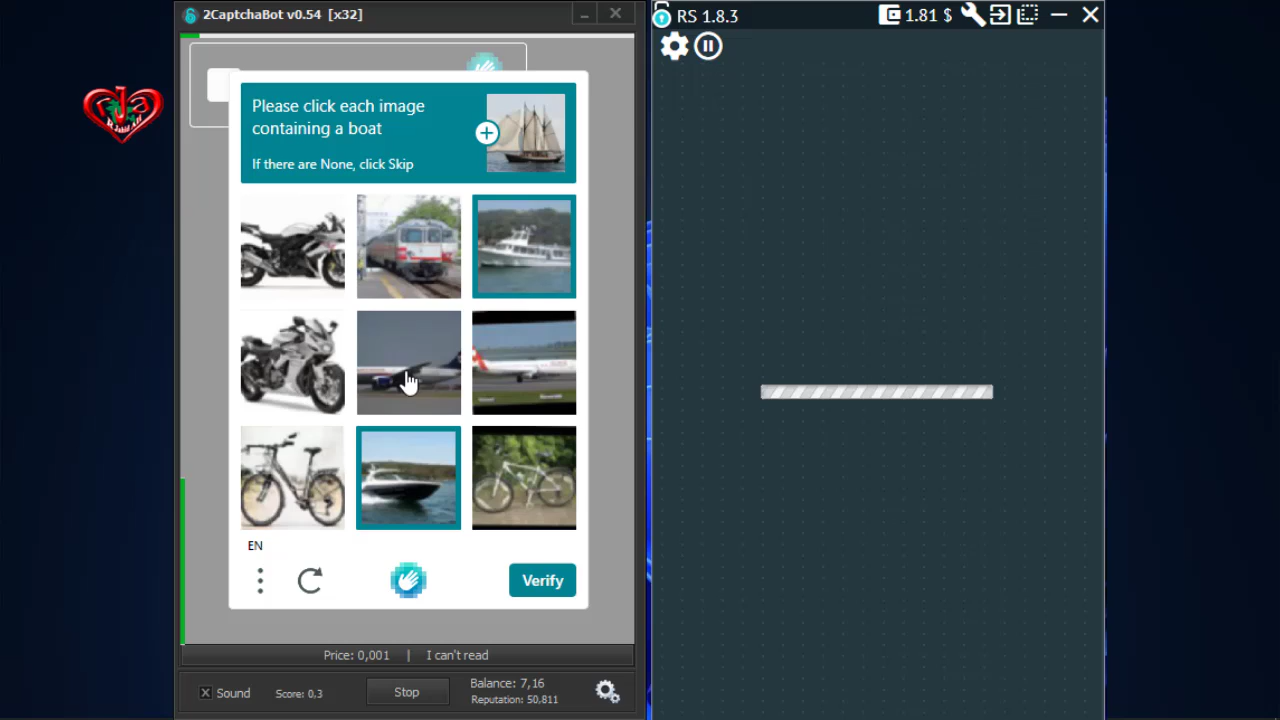 2CaptchaBot v0.54 [x32]
Please click each image
containing a boat
If there are None, click Skip
EN
Verify
Price: 0,001 | I can't read
Sound
Score: 0,3
Stop
Balance: 7,16
Reputation: 50,811
RS 1.8.3
1.81 $